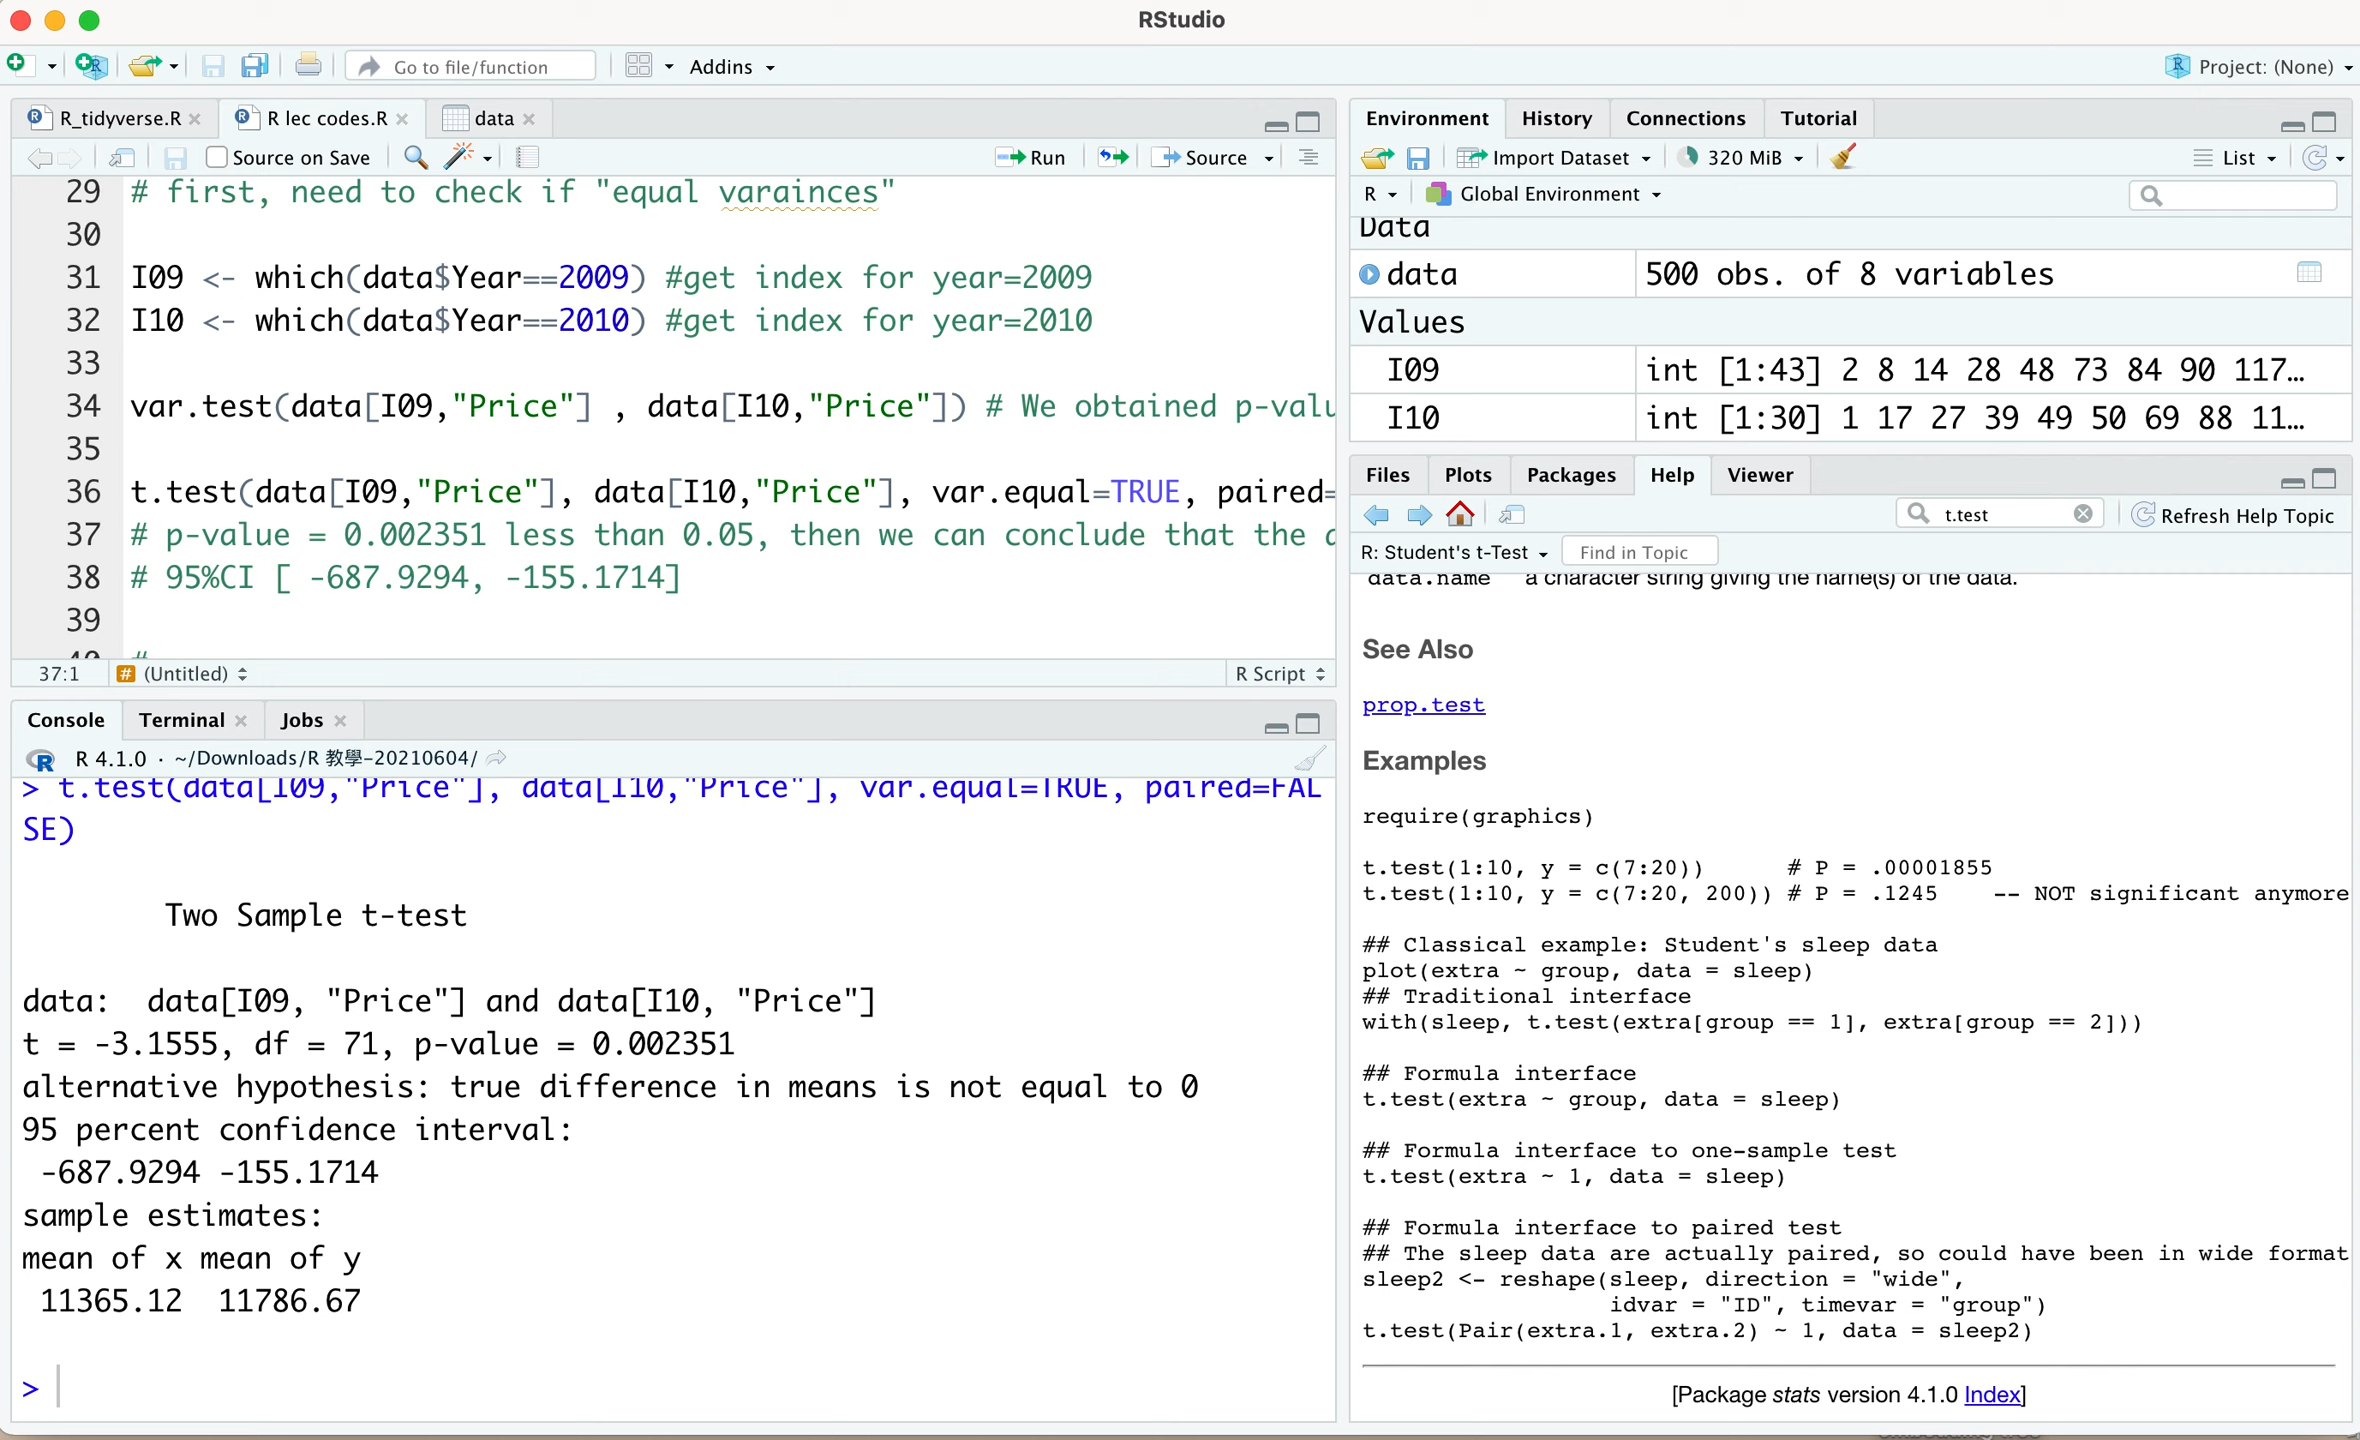 RStudio
Go to file/function
Addins
Project: (None)
R_tidyverse.R
R lec codes.R
data
Source on Save
Run
Source
29 # first, need to check if "equal varainces"
30
31 I09 <- which(data$Year==2009) #get index for year=2009
32 I10 <- which(data$Year==2010) #get index for year=2010
33
34 var.test(data[I09,"Price"] , data[I10,"Price"]) # We obtained p-valu
35
36 t.test(data[I09,"Price"], data[I10,"Price"], var.equal=TRUE, paired=
37 # p-value = 0.002351 less than 0.05, then we can conclude that the
38 # 95%CI [ -687.9294, -155.1714]
39
40 #
37:1 # (Untitled) R Script
Console Terminal Jobs
R 4.1.0 · ~/Downloads/R 教學-20210604/
> t.test(data[I09,"Price"], data[I10,"Price"], var.equal=TRUE, paired=FAL
SE)
Two Sample t-test
data:  data[I09, "Price"] and data[I10, "Price"]
t = -3.1555, df = 71, p-value = 0.002351
alternative hypothesis: true difference in means is not equal to 0
95 percent confidence interval:
-687.9294 -155.1714
sample estimates:
mean of x mean of y
11365.12  11786.67
>
Environment History Connections Tutorial
Import Dataset 320 MiB List
R Global Environment
Data
data 500 obs. of 8 variables
Values
I09 int [1:43] 2 8 14 28 48 73 84 90 117…
I10 int [1:30] 1 17 27 39 49 50 69 88 11…
Files Plots Packages Help Viewer
t.test Refresh Help Topic
R: Student's t-Test Find in Topic
data.name a character string giving the name(s) of the data.
See Also
prop.test
Examples
require(graphics)
t.test(1:10, y = c(7:20))      # P = .00001855
t.test(1:10, y = c(7:20, 200)) # P = .1245    -- NOT significant anymore
## Classical example: Student's sleep data
plot(extra ~ group, data = sleep)
## Traditional interface
with(sleep, t.test(extra[group == 1], extra[group == 2]))
## Formula interface
t.test(extra ~ group, data = sleep)
## Formula interface to one-sample test
t.test(extra ~ 1, data = sleep)
## Formula interface to paired test
## The sleep data are actually paired, so could have been in wide format
sleep2 <- reshape(sleep, direction = "wide",
idvar = "ID", timevar = "group")
t.test(Pair(extra.1, extra.2) ~ 1, data = sleep2)
[Package stats version 4.1.0 Index]